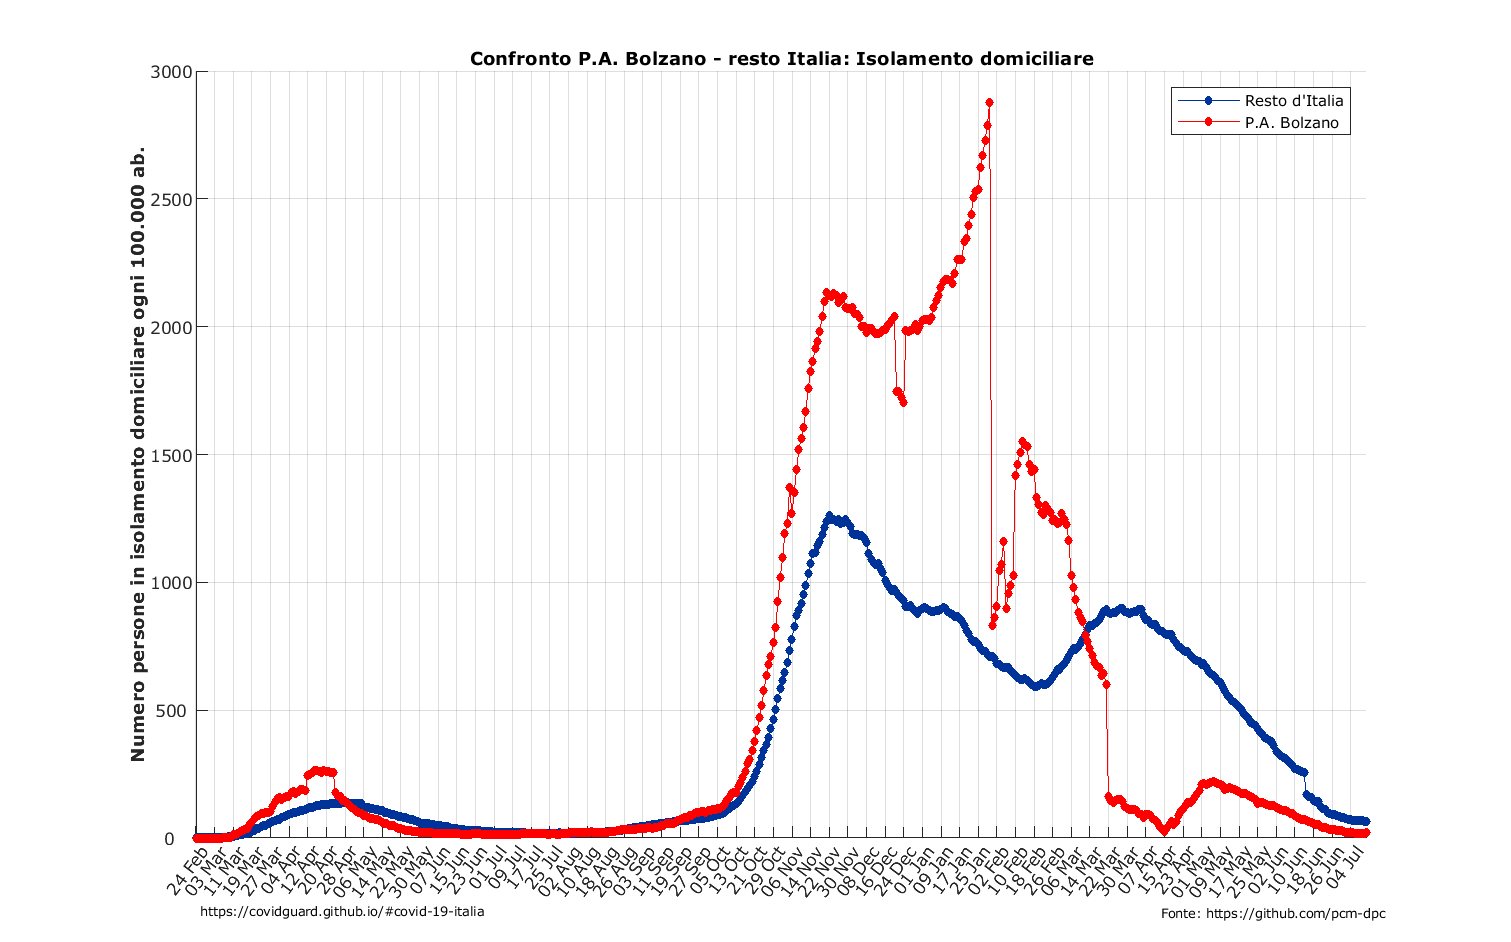 Confronto P.A. Bolzano - resto Italia: Isolamento domiciliare
Resto d'Italia
P.A. Bolzano
Numero persone in isolamento domiciliare ogni 100.000 ab.
3000
2500
2000
1500
1000
500
0
24 Feb
03 Mar
11 Mar
19 Mar
27 Mar
04 Apr
12 Apr
20 Apr
28 Apr
06 May
14 May
22 May
30 May
07 Jun
15 Jun
23 Jun
01 Jul
09 Jul
17 Jul
25 Jul
02 Aug
10 Aug
18 Aug
26 Aug
03 Sep
11 Sep
19 Sep
27 Sep
05 Oct
13 Oct
21 Oct
29 Oct
06 Nov
14 Nov
22 Nov
30 Nov
08 Dec
16 Dec
24 Dec
01 Jan
09 Jan
17 Jan
25 Jan
02 Feb
10 Feb
18 Feb
26 Feb
06 Mar
14 Mar
22 Mar
30 Mar
07 Apr
15 Apr
23 Apr
01 May
09 May
17 May
25 May
02 Jun
10 Jun
18 Jun
26 Jun
04 Jul
https://covidguard.github.io/#covid-19-italia
Fonte: https://github.com/pcm-dpc